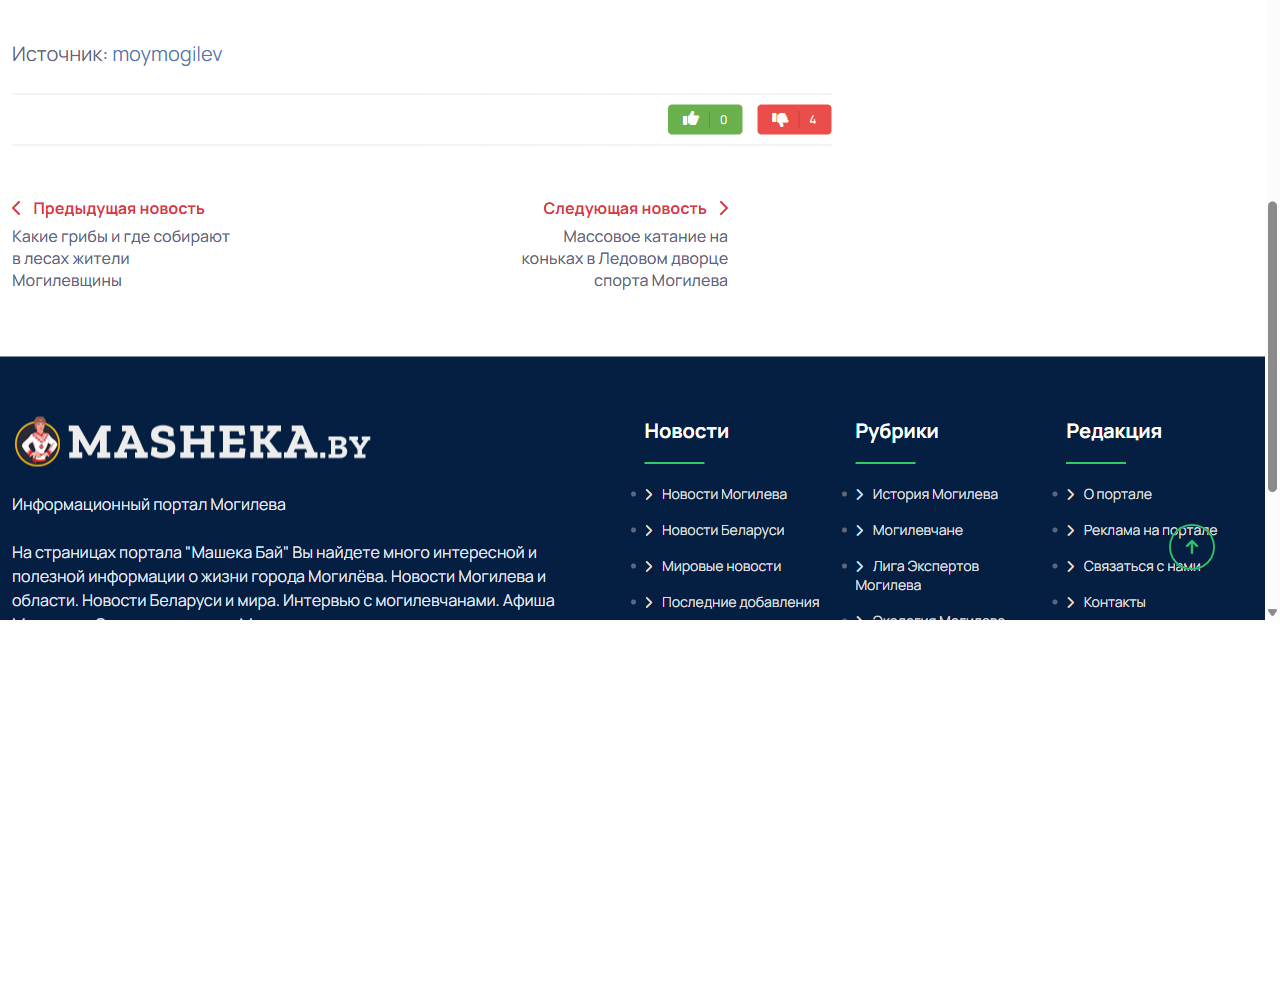 Источник: moymogilev
0
4
Предыдущая новость
Какие грибы и где собирают
в лесах жители
Могилевщины
Следующая новость
Массовое катание на
коньках в Ледовом дворце
спорта Могилева
MASHEKA.BY
Информационный портал Могилева
На страницах портала "Машека Бай" Вы найдете много интересной и
полезной информации о жизни города Могилёва. Новости Могилева и
области. Новости Беларуси и мира. Интервью с могилевчанами. Афиша
Новости
Новости Могилева
Новости Беларуси
Мировые новости
Последние добавления
Рубрики
История Могилева
Могилевчане
Лига Экспертов
Могилева
Экология Могилева
Редакция
О портале
Реклама на портале
Связаться с нами
Контакты